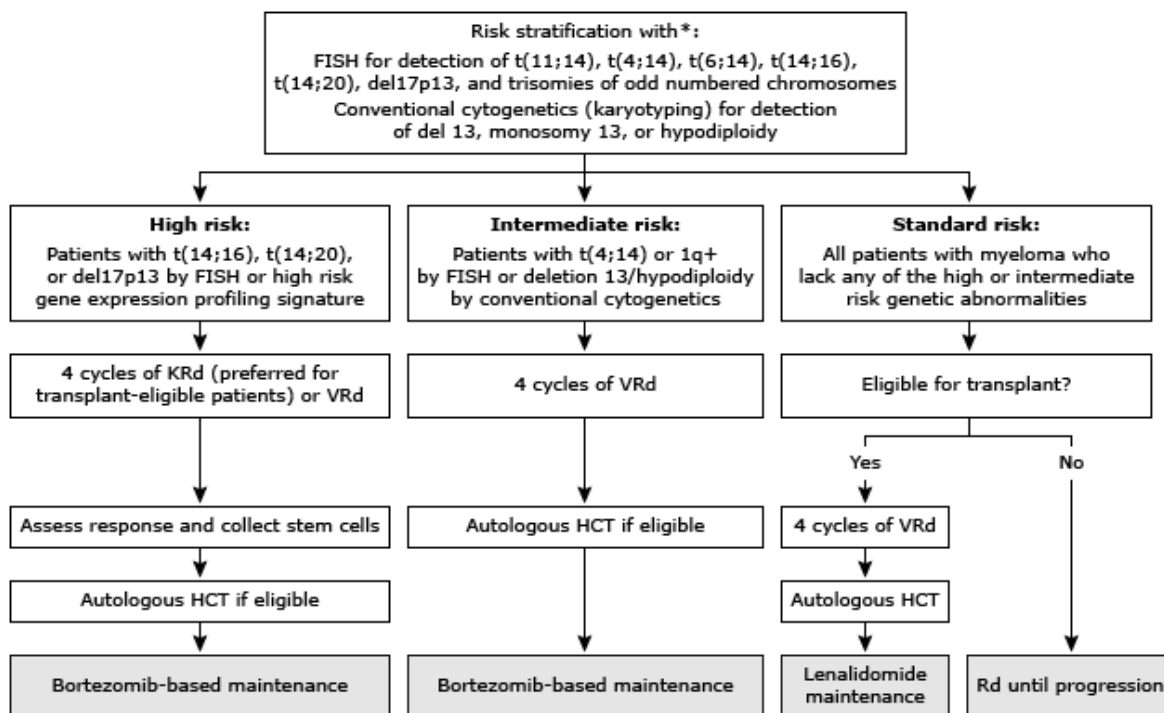 Risk stratification with*:
FISH for detection of t(11;14), t(4;14), t(6;14), t(14;16),
t(14;20), del17p13, and trisomies of odd numbered chromosomes
Conventional cytogenetics (karyotyping) for detection
of del 13, monosomy 13, or hypodiploidy
High risk:
Patients with t(14;16), t(14;20),
or del17p13 by FISH or high risk
gene expression profiling signature
Intermediate risk:
Patients with t(4;14) or 1q+
by FISH or deletion 13/hypodiploidy
by conventional cytogenetics
Standard risk:
All patients with myeloma who
lack any of the high or intermediate
risk genetic abnormalities
4 cycles of KRd (preferred for
transplant-eligible patients) or VRd
4 cycles of VRd
Eligible for transplant?
Yes
No
Assess response and collect stem cells
Autologous HCT if eligible
4 cycles of VRd
Autologous HCT if eligible
Autologous HCT
Bortezomib-based maintenance
Bortezomib-based maintenance
Lenalidomide
maintenance
Rd until progression